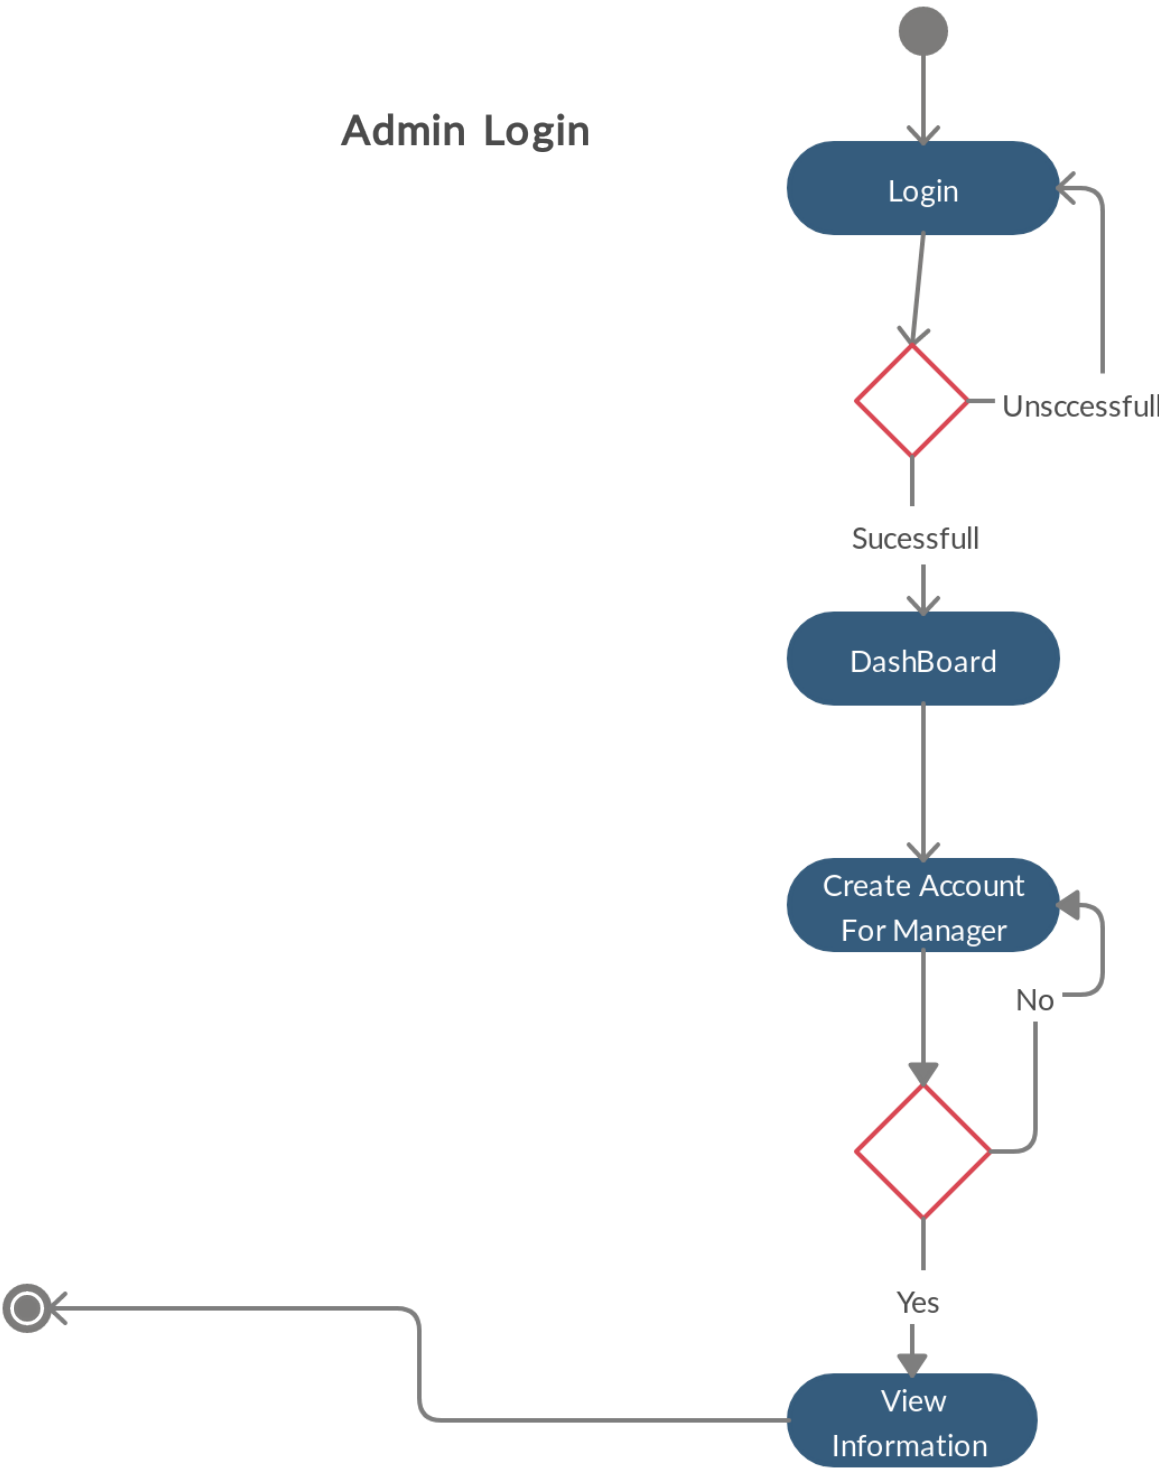 Admin Login
Login
Unsccessfull
Sucessfull
DashBoard
Create Account
For Manager
No
Yes
View
Information